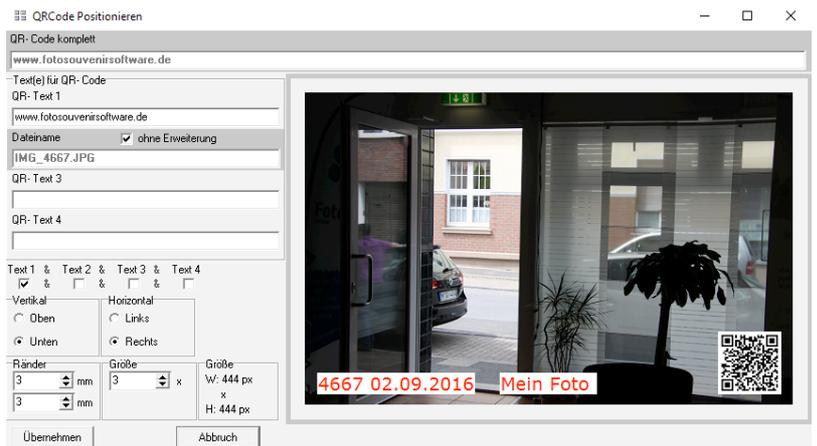 QRCode Positionieren
QR- Code komplett
www.fotosouvenirsoftware.de
Text(e) für QR- Code
QR- Text 1
www.fotosouvenirsoftware.de
Dateiname ohne Erweiterung
IMG_4667.JPG
QR- Text 3
QR- Text 4
Text 1 & Text 2 & Text 3 & Text 4
& & &
Vertikal
Oben
Unten
Horizontal
Links
Rechts
Ränder
3 mm
3 mm
Größe
3 x
Größe
W: 444 px
x
H: 444 px
Übernehmen
Abbruch
Foto
4667 02.09.2016 Mein Foto